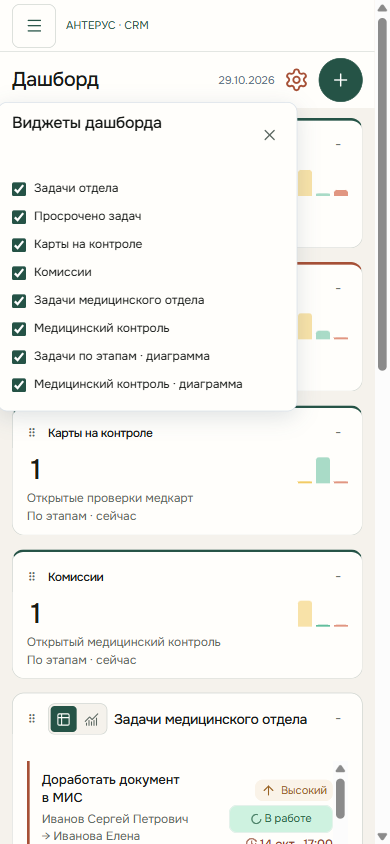 АНТЕРУС · CRM
Дашборд
29.10.2026
Виджеты дашборда
Задачи отдела
Просрочено задач
Карты на контроле
Комиссии
Задачи медицинского отдела
Медицинский контроль
Задачи по этапам · диаграмма
Медицинский контроль · диаграмма
Карты на контроле
1
Открытые проверки медкарт
По этапам · сейчас
Комиссии
1
Открытый медицинский контроль
По этапам · сейчас
Задачи медицинского отдела
Доработать документ
в МИС
Высокий
Иванов Сергей Петрович
В работе
→ Иванова Елена
14 окт., 17:00